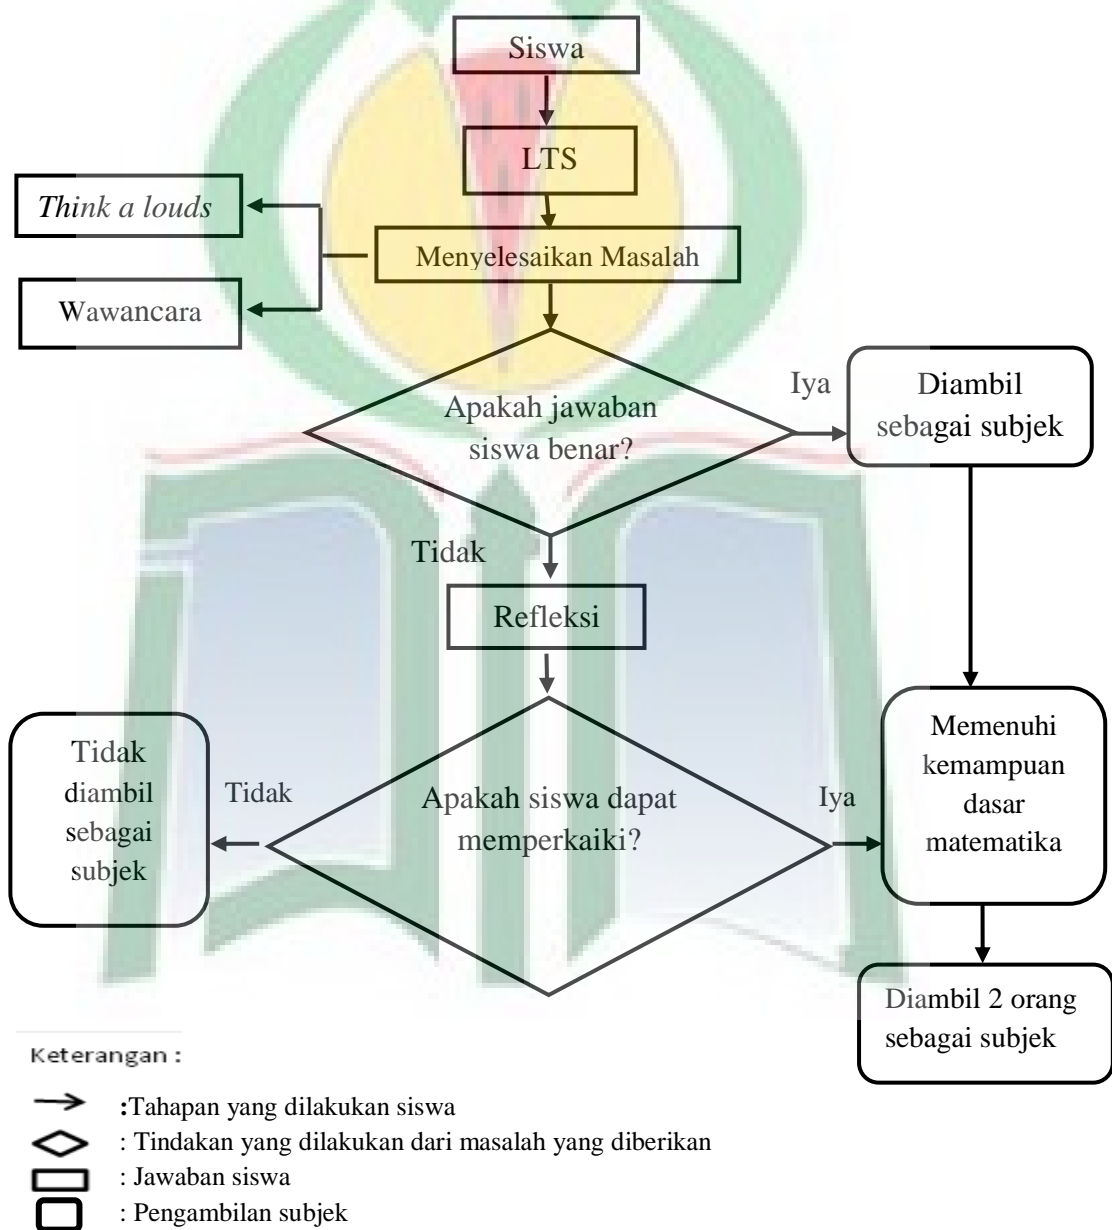 Siswa
LTS
Think a louds
Menyelesaikan Masalah
Wawancara
Apakah jawaban
siswa benar?
Iya
Diambil
sebagai subjek
Tidak
Refleksi
Tidak
diambil
sebagai
subjek
Tidak
Apakah siswa dapat
memperkaiki?
Iya
Memenuhi
kemampuan
dasar
matematika
Diambil 2 orang
sebagai subjek
Keterangan :
:Tahapan yang dilakukan siswa
: Tindakan yang dilakukan dari masalah yang diberikan
: Jawaban siswa
: Pengambilan subjek